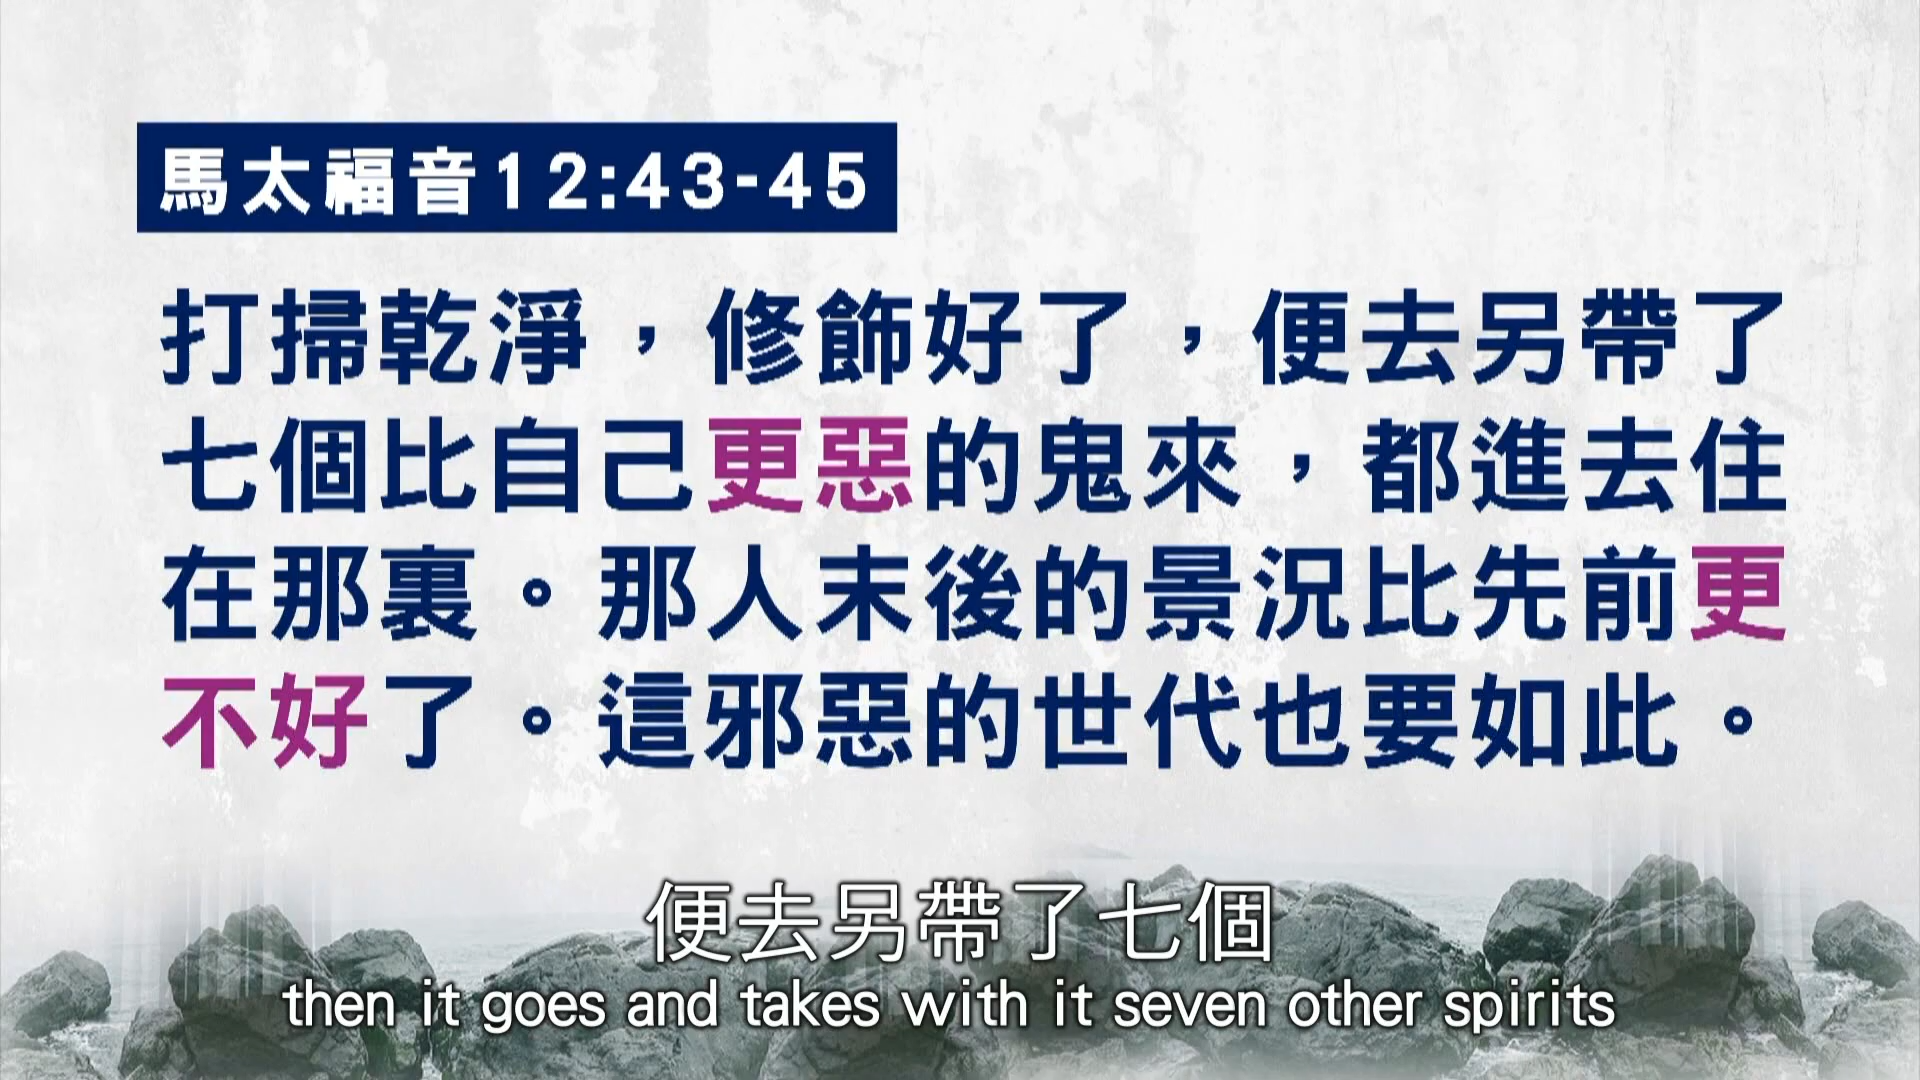 馬太福音12:43-45
打掃乾淨，修飾好了，便去另帶了
七個比自己更惡的鬼來，都進去住
在那裏。那人末後的景況比先前更
不好了。這邪惡的世代也要如此。
便去另帶了七個
then it goes and takes with it seven other spirits